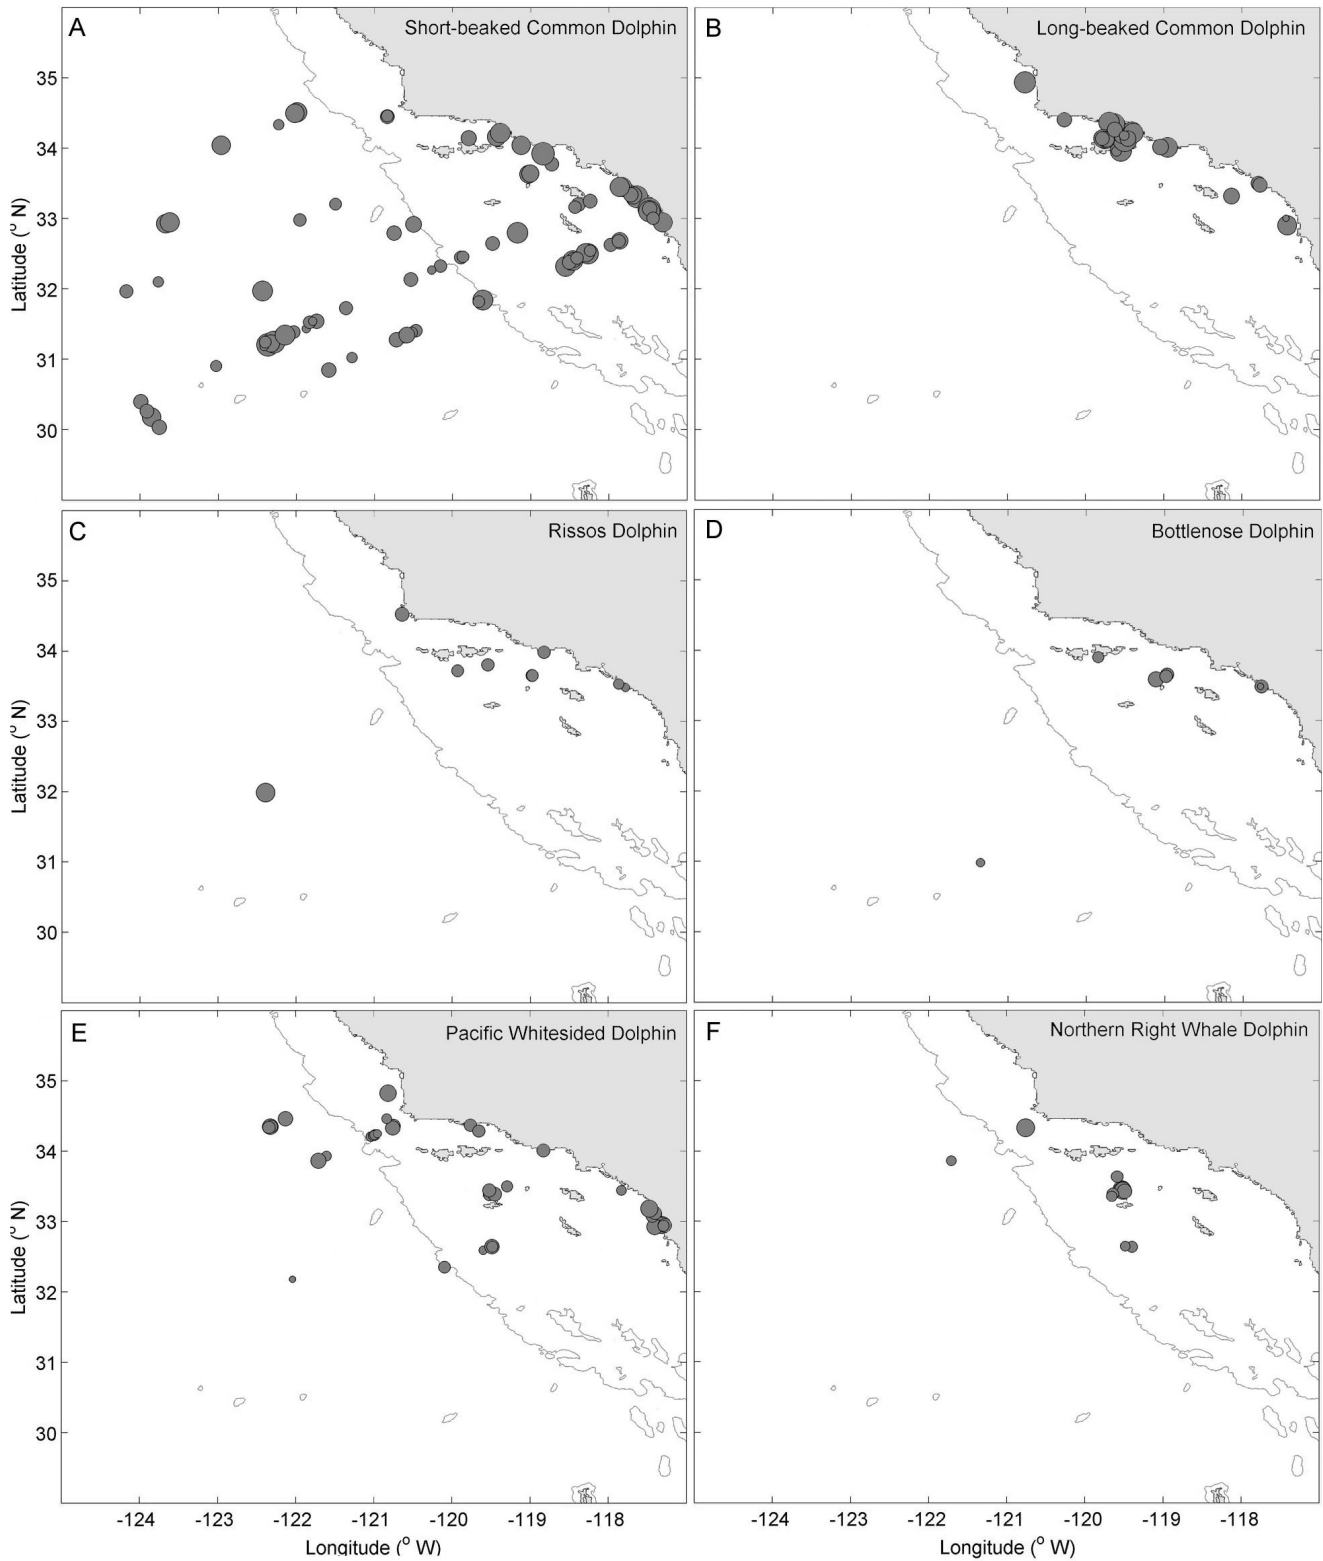 A Short-beaked Common Dolphin
B Long-beaked Common Dolphin
35
34
33
32
31
30
Latitude (° N)
C Rissos Dolphin
D Bottlenose Dolphin
35
34
33
32
31
30
Latitude (° N)
E Pacific Whitesided Dolphin
F Northern Right Whale Dolphin
35
34
33
32
31
30
Latitude (° N)
-124 -123 -122 -121 -120 -119 -118
Longitude (° W)
-124 -123 -122 -121 -120 -119 -118
Longitude (° W)